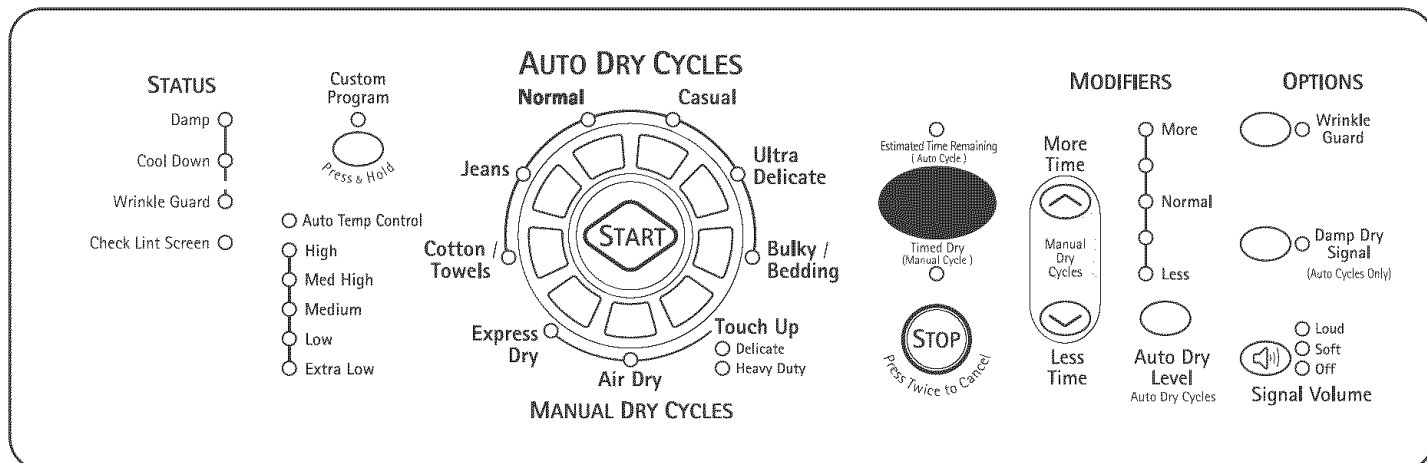 STATUS
Damp
Cool Down
Wrinkle Guard
Check Lint Screen
Custom
Program
Press & Hold
Auto Temp Control
High
Med High
Medium
Low
Extra Low
AUTO DRY CYCLES
Normal
Casual
Jeans
Ultra
Delicate
Cotton /
Towels
START
Bulky /
Bedding
Express
Dry
Air Dry
Touch Up
Delicate
Heavy Duty
MANUAL DRY CYCLES
Estimated Time Remaining
(Auto Cycle)
Timed Dry
(Manual Cycle)
STOP
Press Twice to Cancel
MODIFIERS
More
Time
Manual
Dry
Cycles
Less
Time
More
Normal
Less
Auto Dry
Level
Auto Dry Cycles
OPTIONS
Wrinkle
Guard
Damp Dry
Signal
(Auto Cycles Only)
Loud
Soft
Off
Signal Volume